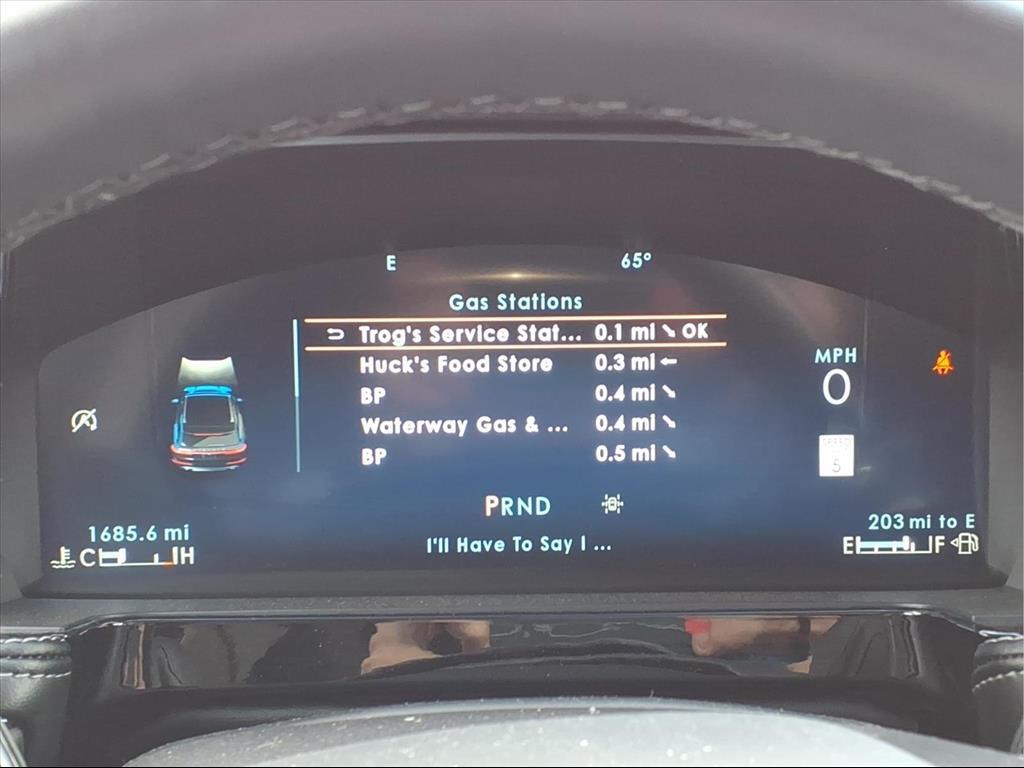 E 65°
Gas Stations
Trog's Service Stat... 0.1 mi OK
Huck's Food Store 0.3 mi
BP 0.4 mi
Waterway Gas & ... 0.4 mi
BP 0.5 mi
MPH
0
SPEED
5
PRND
1685.6 mi
203 mi to E
C H
E F
I'll Have To Say I ...